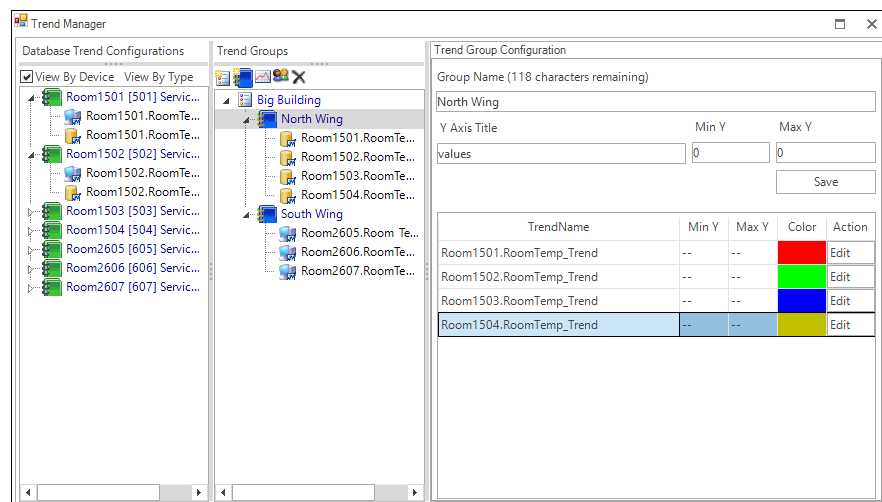 Trend Manager
Database Trend Configurations
View By Device View By Type
Room1501 [501] Servic...
Room1501.RoomTe...
Room1501.RoomTe...
Room1502 [502] Servic...
Room1502.RoomTe...
Room1502.RoomTe...
Room1503 [503] Servic...
Room1504 [504] Servic...
Room2605 [605] Servic...
Room2606 [606] Servic...
Room2607 [607] Servic...
Trend Groups
Big Building
North Wing
Room1501.RoomTe...
Room1502.RoomTe...
Room1503.RoomTe...
Room1504.RoomTe...
South Wing
Room2605.Room Te...
Room2606.RoomTe...
Room2607.RoomTe...
Trend Group Configuration
Group Name (118 characters remaining)
North Wing
Y Axis Title Min Y Max Y
values 0 0
Save
TrendName Min Y Max Y Color Action
Room1501.RoomTemp_Trend -- -- Edit
Room1502.RoomTemp_Trend -- -- Edit
Room1503.RoomTemp_Trend -- -- Edit
Room1504.RoomTemp_Trend -- -- Edit